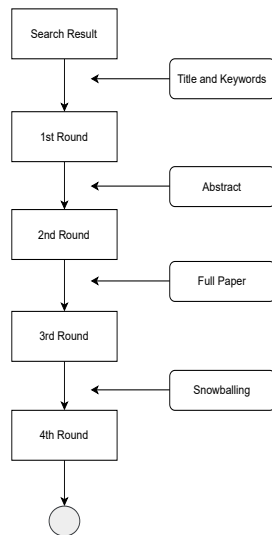 Search Result
Title and Keywords
1st Round
Abstract
2nd Round
Full Paper
3rd Round
Snowballing
4th Round